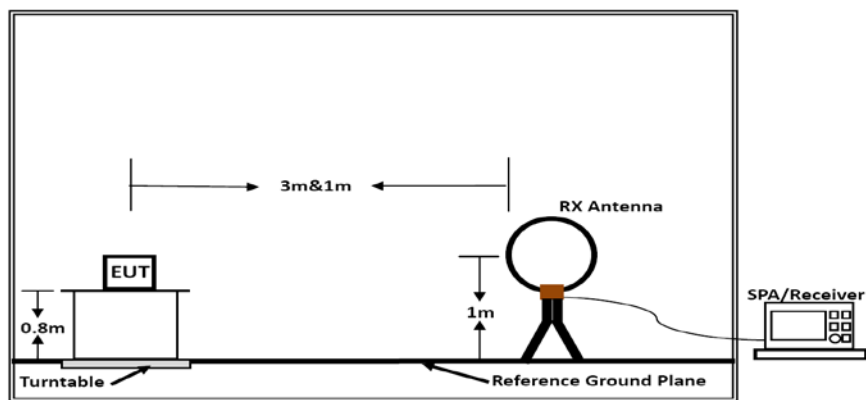 3m&1m
RX Antenna
EUT
SPA/Receiver
0.8m
1m
Turntable
Reference Ground Plane